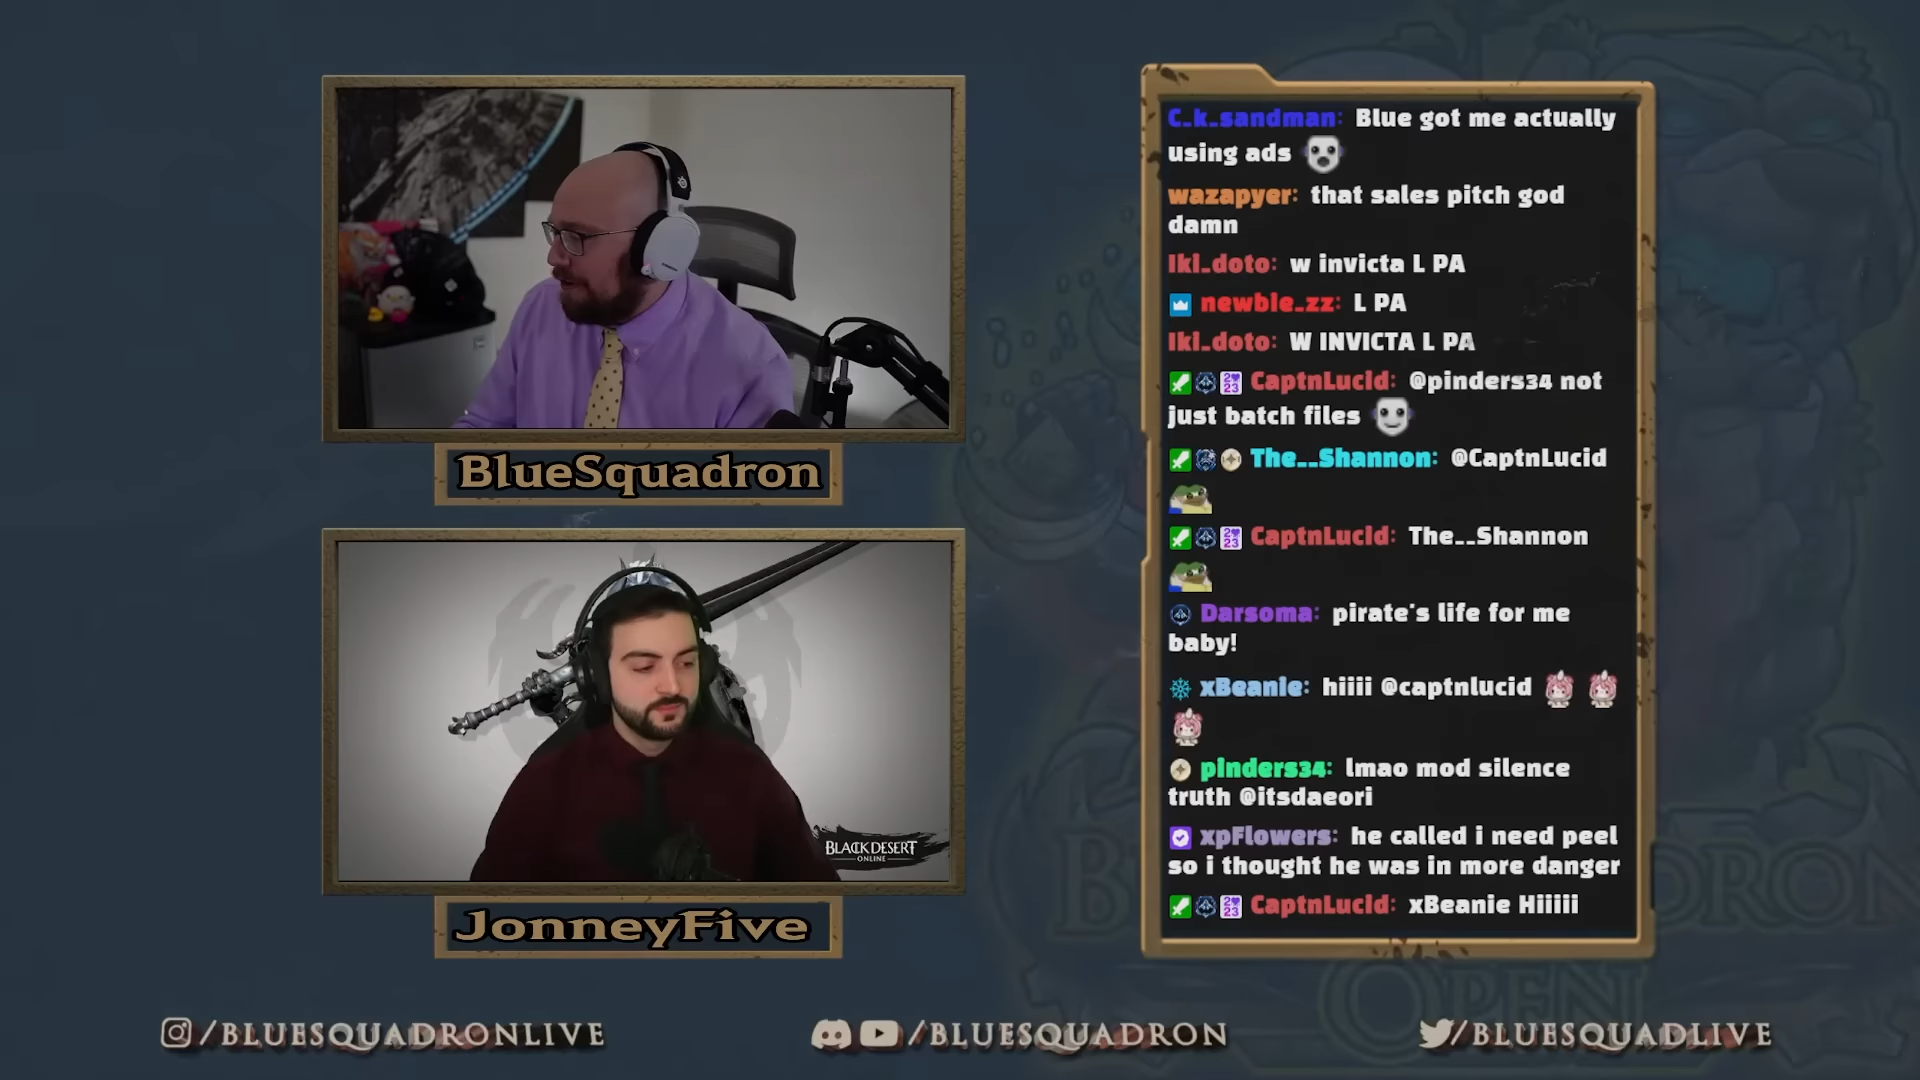 C_k_sandman: Blue got me actually
using ads
wazapyer: that sales pitch god
damn
Iki_doto: w invicta L PA
newbie_zz: L PA
Iki_doto: W INVICTA L PA
CaptnLucid: @pinders34 not
just batch files
The__Shannon: @CaptnLucid
CaptnLucid: The__Shannon
Darsoma: pirate's life for me
baby!
xBeanie: hiiii @captnlucid
pinders34: lmao mod silence
truth @itsdaeori
xpFlowers: he called i need peel
so i thought he was in more danger
CaptnLucid: xBeanie Hiiiii
BlueSquadron
BLACK DESERT
ONLINE
JonneyFive
OPEN
/BLUESQUADRONLIVE
/BLUESQUADRON
/BLUESQUADLIVE